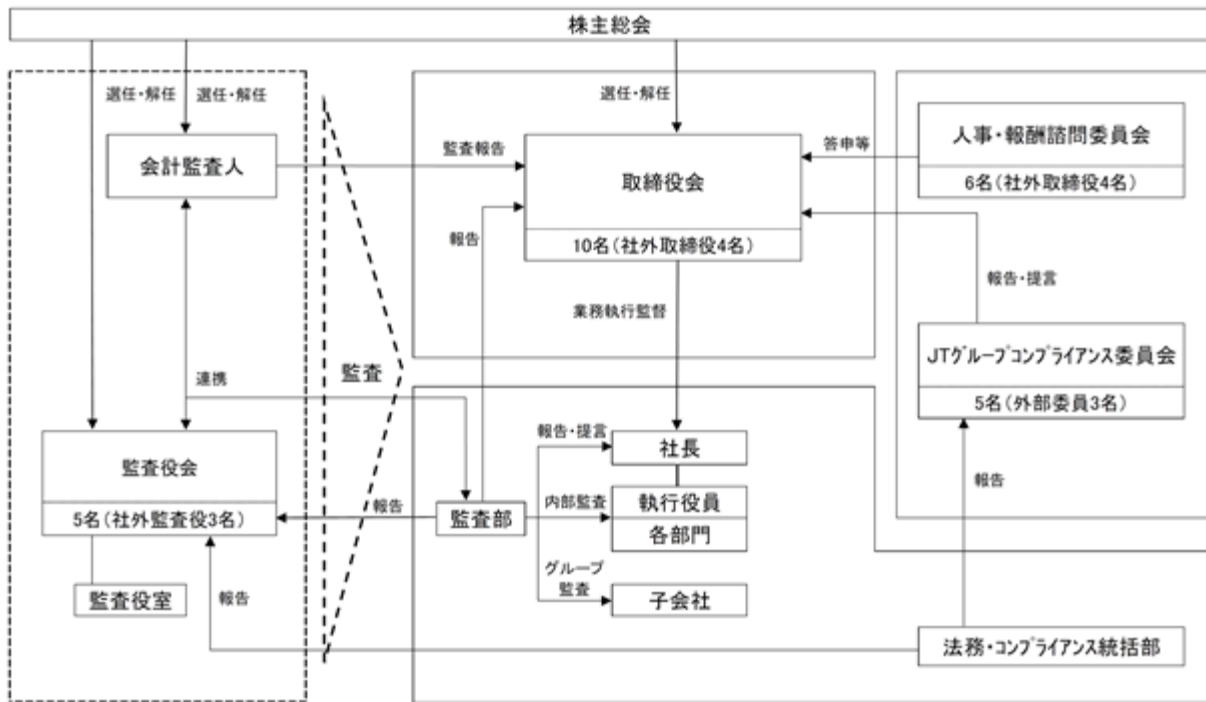 株主総会
選任・解任
選任・解任
選任・解任
会計監査人
監査報告
取締役会
10名(社外取締役4名)
答申等
人事・報酬諮問委員会
6名(社外取締役4名)
報告
業務執行監督
報告・提言
JTグループコンプライアンス委員会
5名(外部委員3名)
監査
連携
監査役会
5名(社外監査役3名)
報告
監査部
報告・提言
社長
内部監査
執行役員
各部門
報告
監査役室
報告
グループ
監査
子会社
法務・コンプライアンス統括部